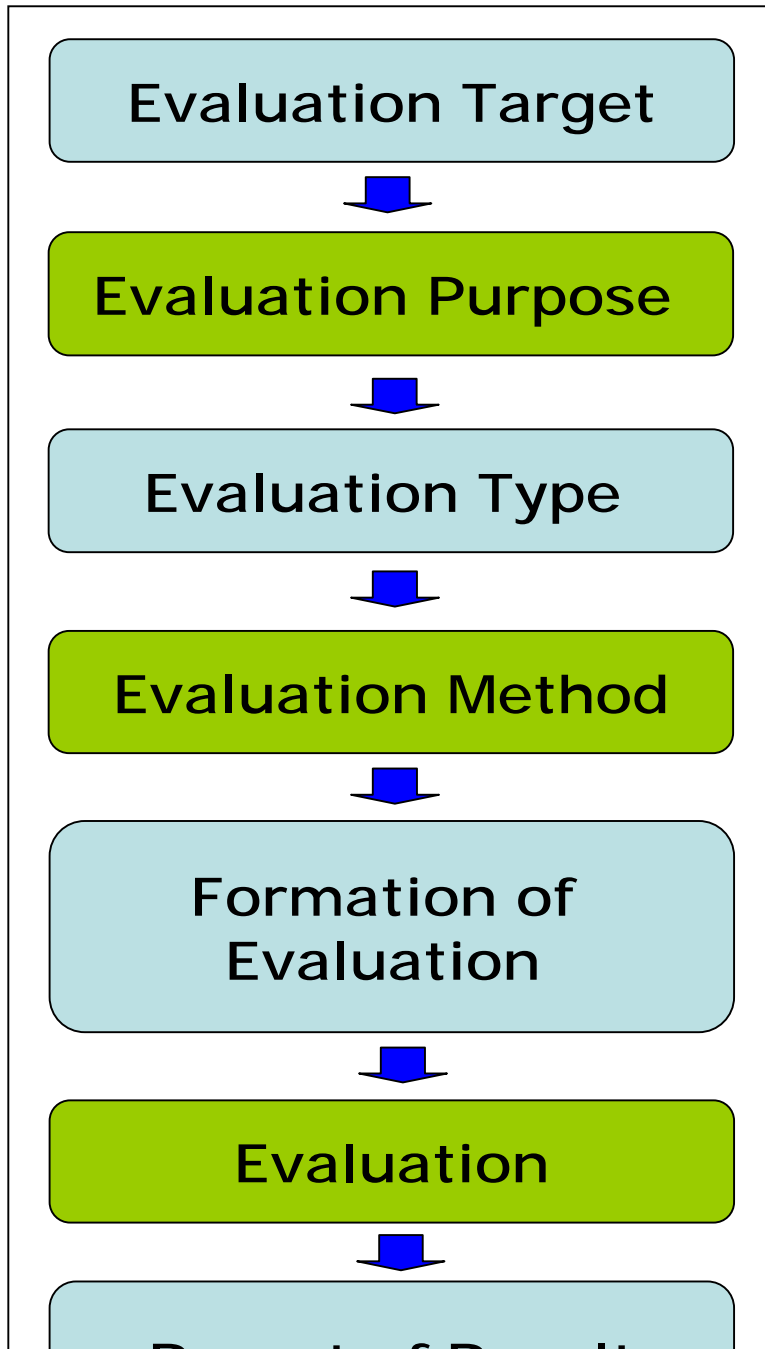 Evaluation Target
Evaluation Purpose
Evaluation Type
Evaluation Method
Formation of
Evaluation
Evaluation